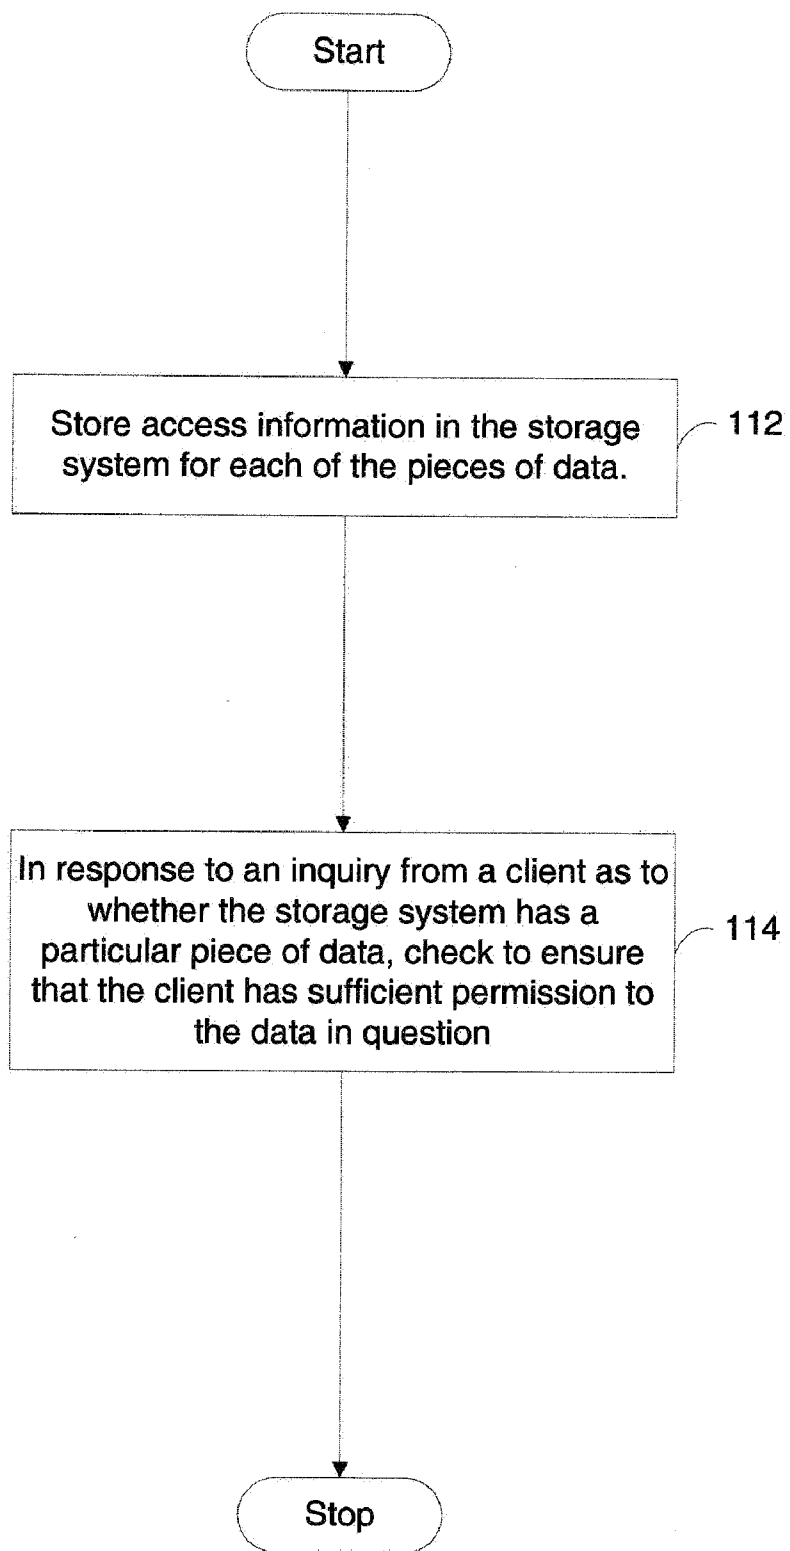 Start
Store access information in the storage
system for each of the pieces of data.
112
In response to an inquiry from a client as to
whether the storage system has a
particular piece of data, check to ensure
that the client has sufficient permission to
the data in question
114
Stop